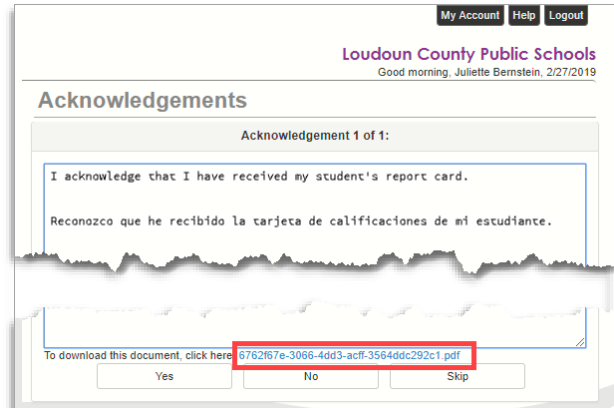 My Account Help Logout
Loudoun County Public Schools
Good morning, Juliette Bernstein, 2/27/2019
Acknowledgements
Acknowledgement 1 of 1:
I acknowledge that I have received my student's report card.
Reconozco que he recibido la tarjeta de calificaciones de mi estudiante.
To download this document, click here 6762f67e-3066-4dd3-acff-3564ddc292c1.pdf
Yes No Skip